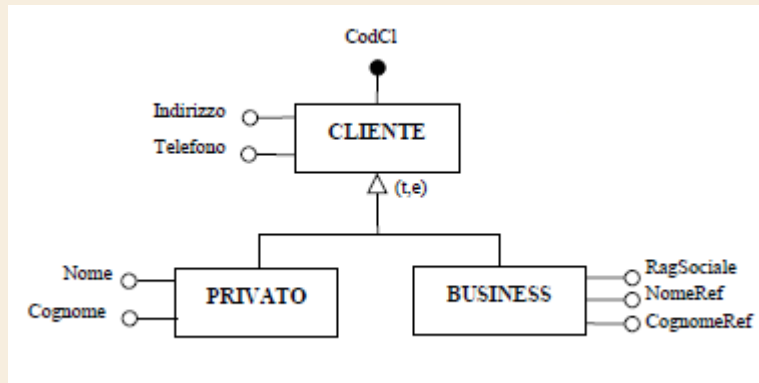 CodCl
Indirizzo
CLIENTE
Telefono
(t,e)
Nome
RagSociale
PRIVATO
BUSINESS
NomeRef
Cognome
CognomeRef